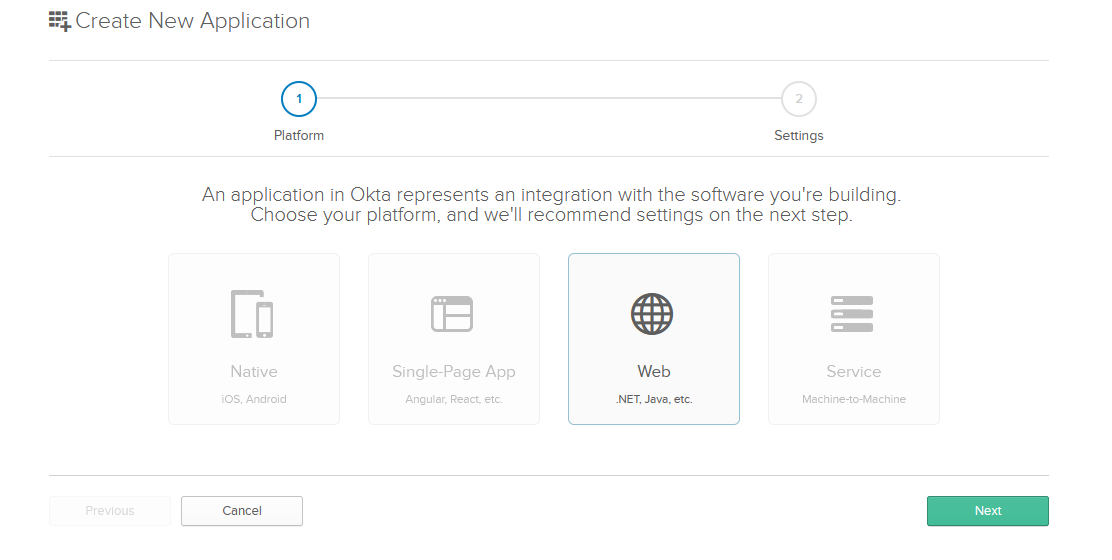 Create New Application
1
2
Platform
Settings
An application in Okta represents an integration with the software you're building.
Choose your platform, and we'll recommend settings on the next step.
Native
iOS, Android
Single-Page App
Angular, React, etc.
Web
.NET, Java, etc.
Service
Machine-to-Machine
Previous
Cancel
Next